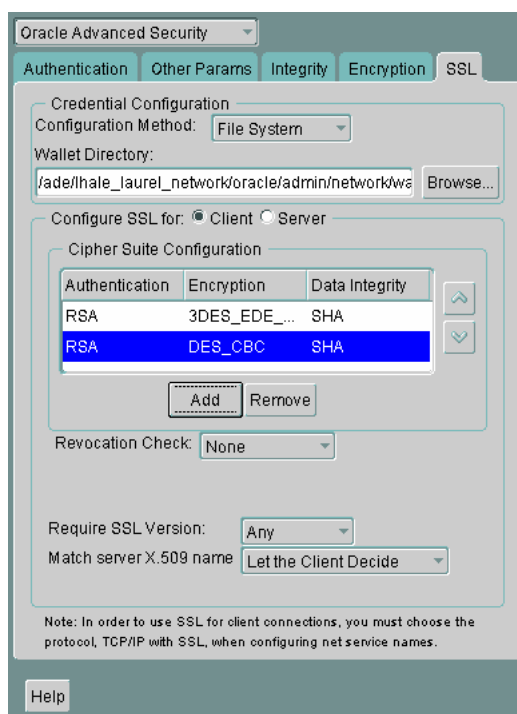 Oracle Advanced Security
Authentication Other Params Integrity Encryption SSL
Credential Configuration
Configuration Method: File System
Wallet Directory:
/ade/lhale_laurel_network/oracle/admin/network/wa Browse...
Configure SSL for: Client Server
Cipher Suite Configuration
Authentication Encryption Data Integrity
RSA 3DES_EDE_... SHA
RSA DES_CBC SHA
Add Remove
Revocation Check: None
Require SSL Version: Any
Match server X.509 name Let the Client Decide
Note: In order to use SSL for client connections, you must choose the
protocol, TCP/IP with SSL, when configuring net service names.
Help